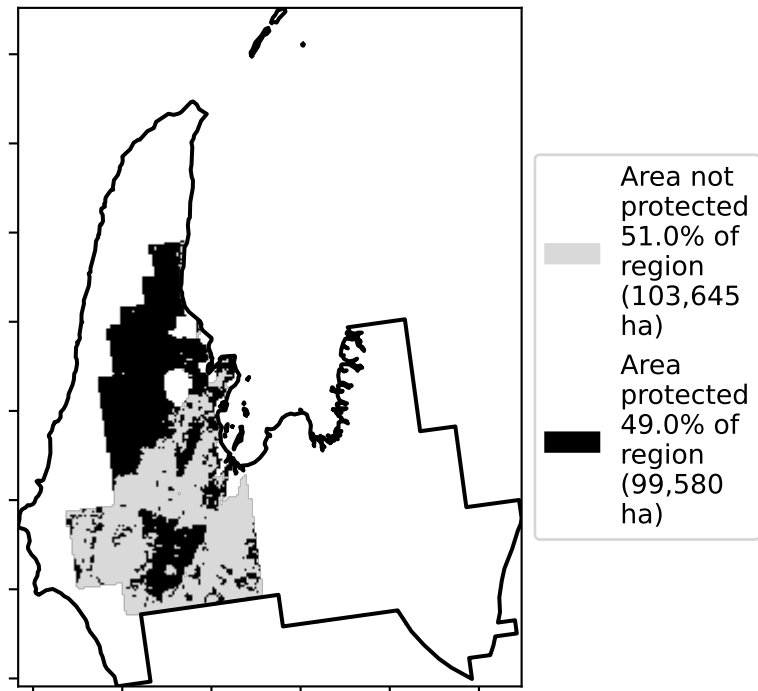 Area not
protected
51.0% of
region
(103,645
ha)
Area
protected
49.0% of
region
(99,580
ha)